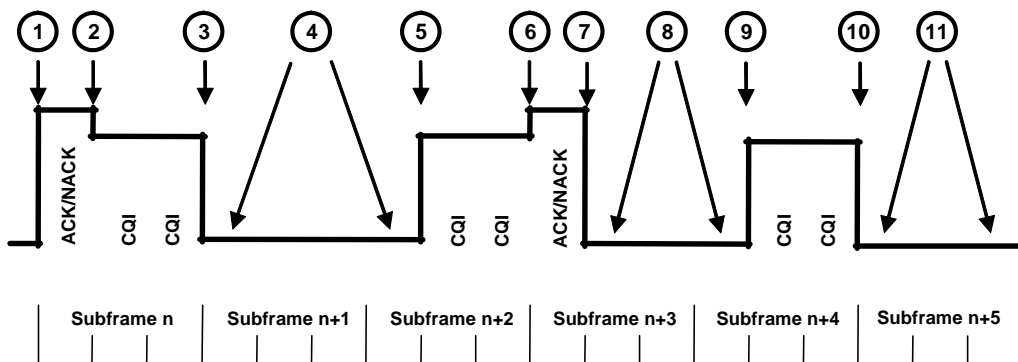 1 2 3 4 5 6 7 8 9 10 11
ACK/NACK
CQI
CQI
CQI
CQI
ACK/NACK
CQI
CQI
Subframe n Subframe n+1 Subframe n+2 Subframe n+3 Subframe n+4 Subframe n+5